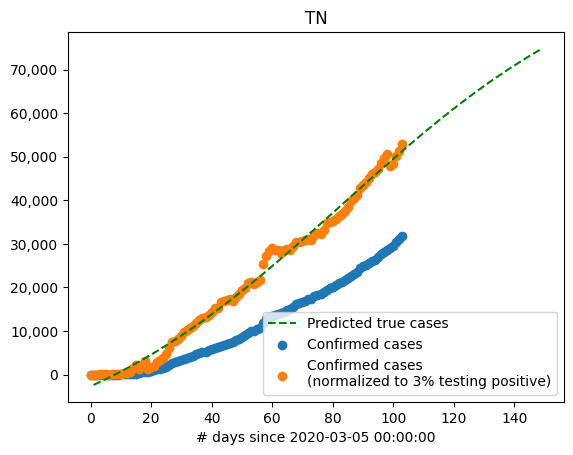 TN
70,000
60,000
50,000
40,000
30,000
20,000
10,000
0
Predicted true cases
Confirmed cases
Confirmed cases
(normalized to 3% testing positive)
0 20 40 60 80 100 120 140
# days since 2020-03-05 00:00:00